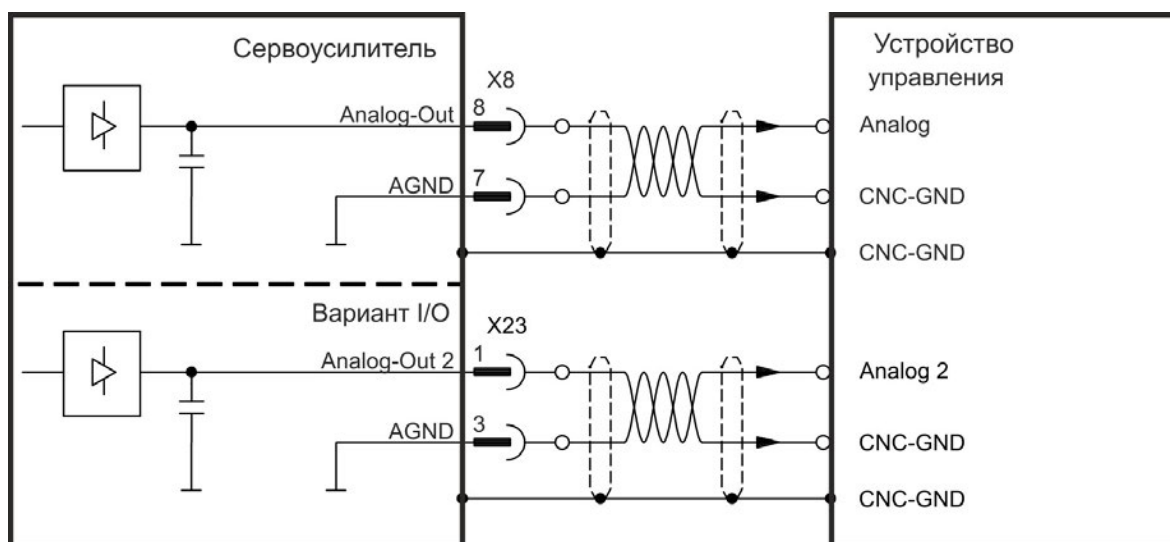 Сервоусилитель
Устройство
управления
X8
Analog-Out
8
Analog
AGND
7
CNC-GND
CNC-GND
Вариант I/O
X23
Analog-Out 2
1
Analog 2
AGND
3
CNC-GND
CNC-GND